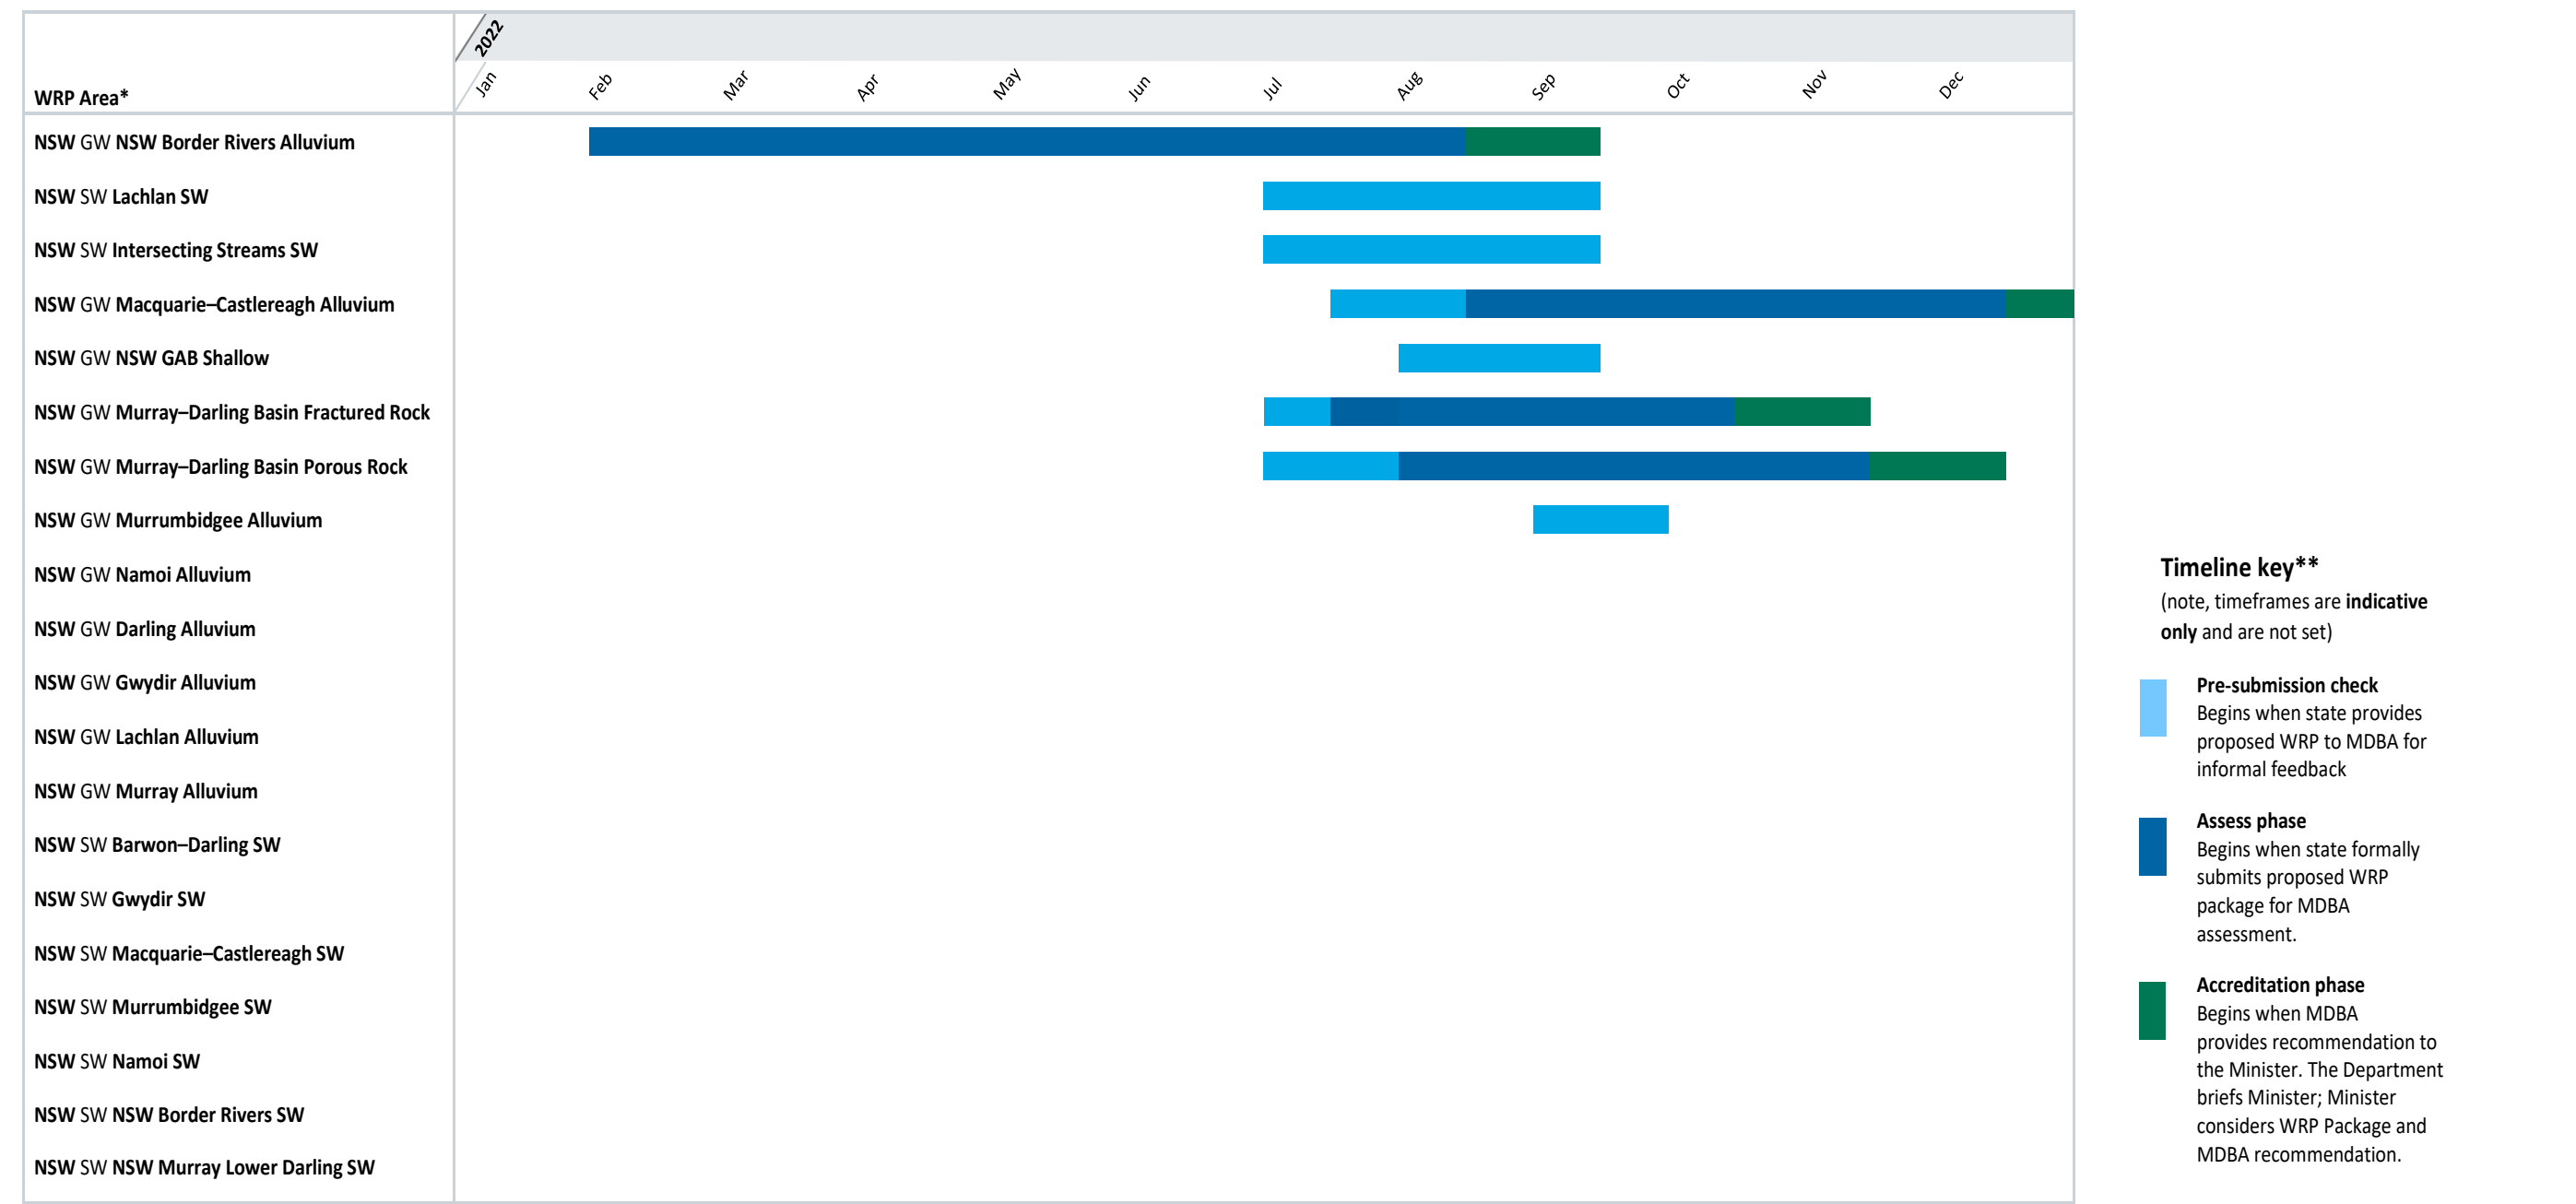 2022
WRP Area*
Jan Feb Mar Apr May Jun Jul Aug Sep Oct Nov Dec
NSW GW NSW Border Rivers Alluvium
NSW SW Lachlan SW
NSW SW Intersecting Streams SW
NSW GW Macquarie–Castlereagh Alluvium
NSW GW NSW GAB Shallow
NSW GW Murray–Darling Basin Fractured Rock
NSW GW Murray–Darling Basin Porous Rock
NSW GW Murrumbidgee Alluvium
NSW GW Namoi Alluvium
NSW GW Darling Alluvium
NSW GW Gwydir Alluvium
NSW GW Lachlan Alluvium
NSW GW Murray Alluvium
NSW SW Barwon–Darling SW
NSW SW Gwydir SW
NSW SW Macquarie–Castlereagh SW
NSW SW Murrumbidgee SW
NSW SW Namoi SW
NSW SW NSW Border Rivers SW
NSW SW NSW Murray Lower Darling SW
Timeline key**
(note, timeframes are indicative
only and are not set)
Pre-submission check
Begins when state provides
proposed WRP to MDBA for
informal feedback
Assess phase
Begins when state formally
submits proposed WRP
package for MDBA
assessment.
Accreditation phase
Begins when MDBA
provides recommendation to
the Minister. The Department
briefs Minister; Minister
considers WRP Package and
MDBA recommendation.